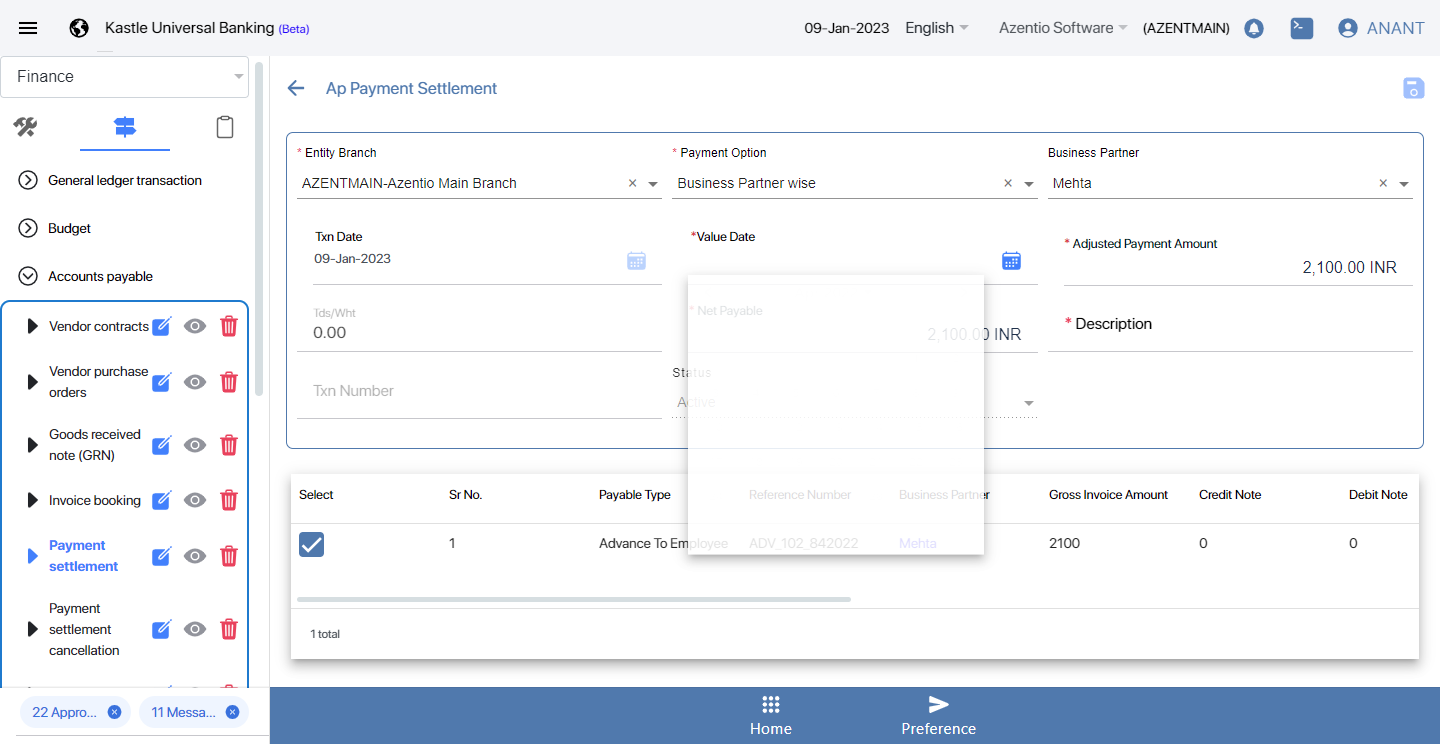 Kastle Universal Banking (Beta)
09-Jan-2023 English Azentio Software (AZENTMAIN) ANANT
Finance
Ap Payment Settlement
General ledger transaction
Budget
Accounts payable
Vendor contracts
Vendor purchase
orders
Goods received
note (GRN)
Invoice booking
Payment
settlement
Payment
settlement
cancellation
22 Appro...
11 Messa...
* Entity Branch
AZENTMAIN-Azentio Main Branch
* Payment Option
Business Partner wise
Business Partner
Mehta
Txn Date
09-Jan-2023
*Value Date
* Adjusted Payment Amount
2,100.00 INR
Tds/Wht
0.00
* Net Payable
2,100.00 INR
* Description
Txn Number
Status
Active
Select Sr No. Payable Type Reference Number Business Partner Gross Invoice Amount Credit Note Debit Note
1 Advance To Employee ADV_102_842022 Mehta 2100 0 0
1 total
Home
Preference